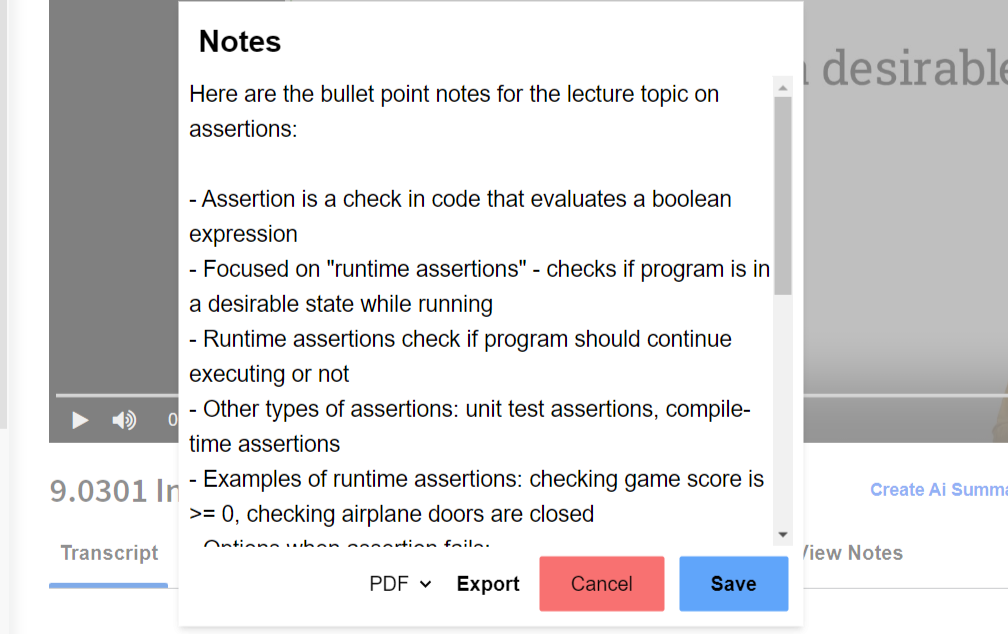 Notes
desirable
Here are the bullet point notes for the lecture topic on
assertions:
- Assertion is a check in code that evaluates a boolean
expression
- Focused on "runtime assertions" - checks if program is in
a desirable state while running
- Runtime assertions check if program should continue
executing or not
- Other types of assertions: unit test assertions, compile-
time assertions
- Examples of runtime assertions: checking game score is
>= 0, checking airplane doors are closed
- Options when assertion fails:
0
9.0301 In
Create Ai Summa
Transcript
View Notes
PDF
Export
Cancel
Save